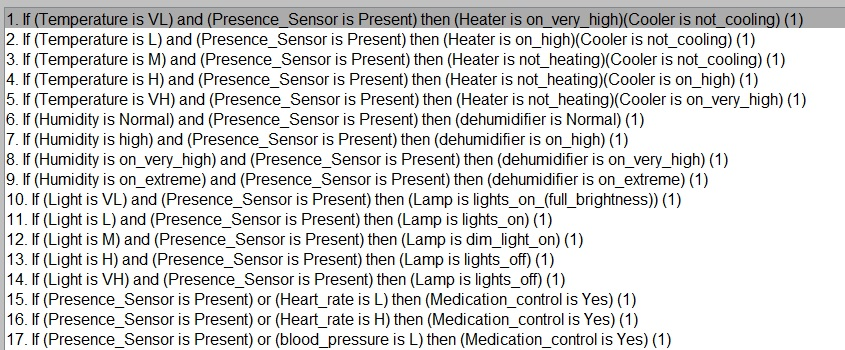 1. If (Temperature is VL) and (Presence_Sensor is Present) then (Heater is on_very_high)(Cooler is not_cooling) (1)
2. If (Temperature is L) and (Presence_Sensor is Present) then (Heater is on_high)(Cooler is not_cooling) (1)
3. If (Temperature is M) and (Presence_Sensor is Present) then (Heater is not_heating)(Cooler is not_cooling) (1)
4. If (Temperature is H) and (Presence_Sensor is Present) then (Heater is not_heating)(Cooler is on_high) (1)
5. If (Temperature is VH) and (Presence_Sensor is Present) then (Heater is not_heating)(Cooler is on_very_high) (1)
6. If (Humidity is Normal) and (Presence_Sensor is Present) then (dehumidifier is Normal) (1)
7. If (Humidity is high) and (Presence_Sensor is Present) then (dehumidifier is on_high) (1)
8. If (Humidity is on_very_high) and (Presence_Sensor is Present) then (dehumidifier is on_very_high) (1)
9. If (Humidity is on_extreme) and (Presence_Sensor is Present) then (dehumidifier is on_extreme) (1)
10. If (Light is VL) and (Presence_Sensor is Present) then (Lamp is lights_on_(full_brightness)) (1)
11. If (Light is L) and (Presence_Sensor is Present) then (Lamp is lights_on) (1)
12. If (Light is M) and (Presence_Sensor is Present) then (Lamp is dim_light_on) (1)
13. If (Light is H) and (Presence_Sensor is Present) then (Lamp is lights_off) (1)
14. If (Light is VH) and (Presence_Sensor is Present) then (Lamp is lights_off) (1)
15. If (Presence_Sensor is Present) or (Heart_rate is L) then (Medication_control is Yes) (1)
16. If (Presence_Sensor is Present) or (Heart_rate is H) then (Medication_control is Yes) (1)
17. If (Presence_Sensor is Present) or (blood_pressure is L) then (Medication_control is Yes) (1)